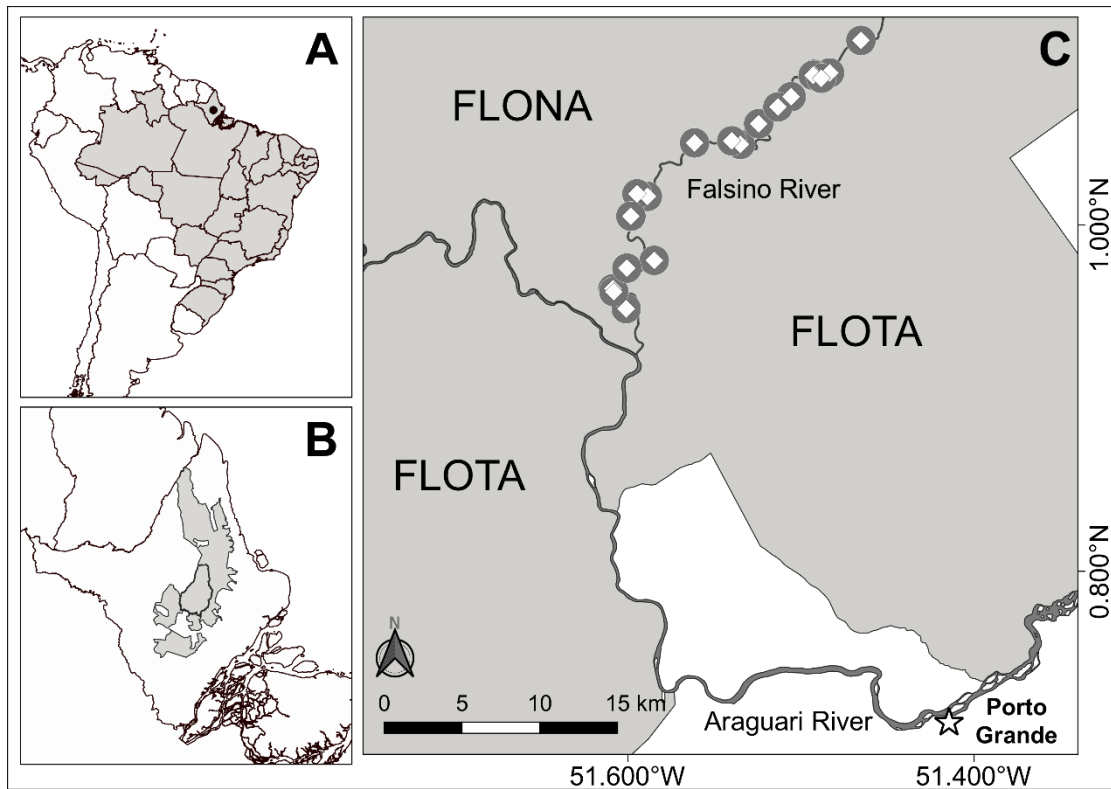 A
B
C
FLONA
Falsino River
FLOTA
FLOTA
1.000°N
0.800°N
N
0 5 10 15 km
Araguari River
Porto
Grande
51.600°W 51.400°W